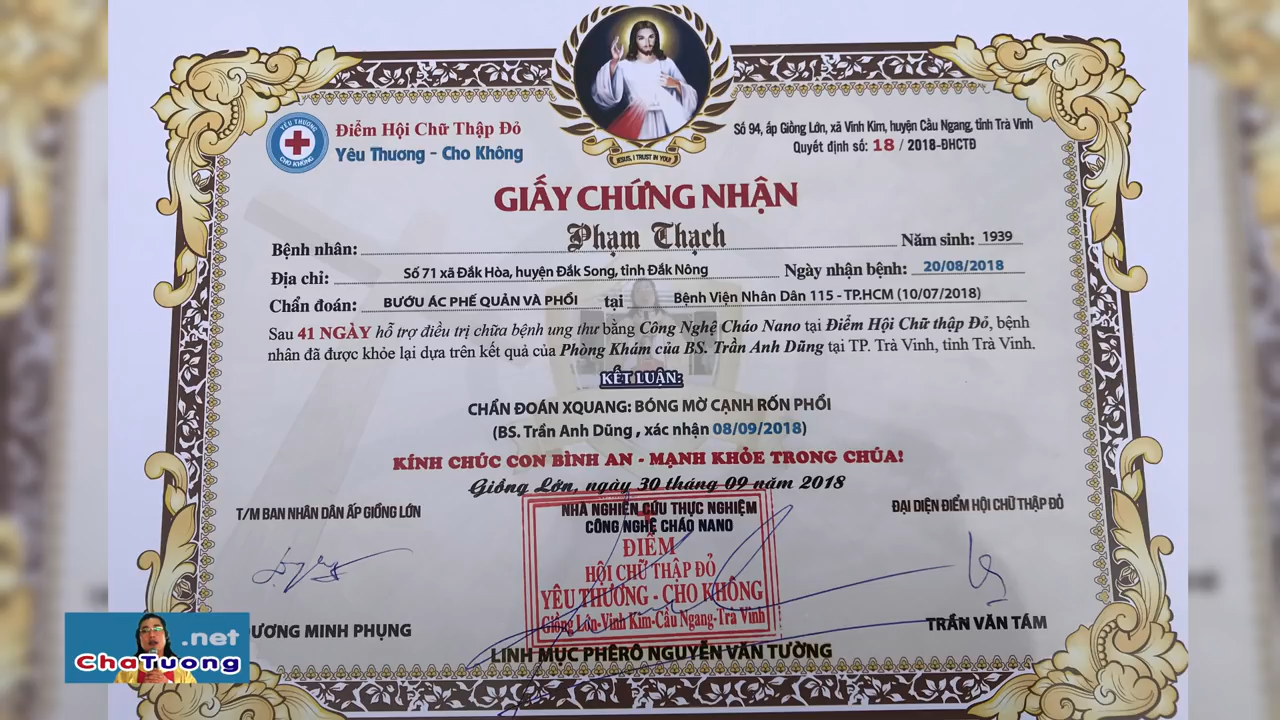 JESUS, I TRUST IN YOU!
YÊU THƯƠNG
CHO KHÔNG
Điểm Hội Chữ Thập Đỏ
Yêu Thương - Cho Không
Số 94, ấp Giồng Lớn, xã Vinh Kim, huyện Cầu Ngang, tỉnh Trà Vinh
Quyết định số: 18 / 2018-ĐHCTĐ
GIẤY CHỨNG NHẬN
Bệnh nhân: Phạm Thạch Năm sinh: 1939
Địa chỉ: Số 71 xã Đắk Hòa, huyện Đắk Song, tỉnh Đắk Nông Ngày nhận bệnh: 20/08/2018
Chẩn đoán: BƯỚU ÁC PHẾ QUẢN VÀ PHỔI tại Bệnh Viện Nhân Dân 115 - TP.HCM (10/07/2018)
Sau 41 NGÀY hỗ trợ điều trị chữa bệnh ung thư bằng Công Nghệ Cháo Nano tại Điểm Hội Chữ thập Đỏ, bệnh
nhân đã được khỏe lại dựa trên kết quả của Phòng Khám của BS. Trần Anh Dũng tại TP. Trà Vinh, tỉnh Trà Vinh.
KẾT LUẬN:
CHẨN ĐOÁN XQUANG: BÓNG MỜ CẠNH RỐN PHỔI
(BS. Trần Anh Dũng , xác nhận 08/09/2018)
KÍNH CHÚC CON BÌNH AN - MẠNH KHỎE TRONG CHÚA!
Giồng Lớn, ngày 30 tháng 09 năm 2018
T/M BAN NHÂN DÂN ẤP GIỒNG LỚN
NHÀ NGHIÊN CỨU THỰC NGHIỆM
CÔNG NGHỆ CHÁO NANO
ĐẠI DIỆN ĐIỂM HỘI CHỮ THẬP ĐỎ
ĐIỂM
HỘI CHỮ THẬP ĐỎ
YÊU THƯƠNG - CHO KHÔNG
Giồng Lớn-Vinh Kim-Cầu Ngang-Trà Vinh
ƯƠNG MINH PHỤNG
TRẦN VĂN TÁM
LINH MỤC PHÊRÔ NGUYỄN VĂN TƯỜNG
.net
ChaTuong